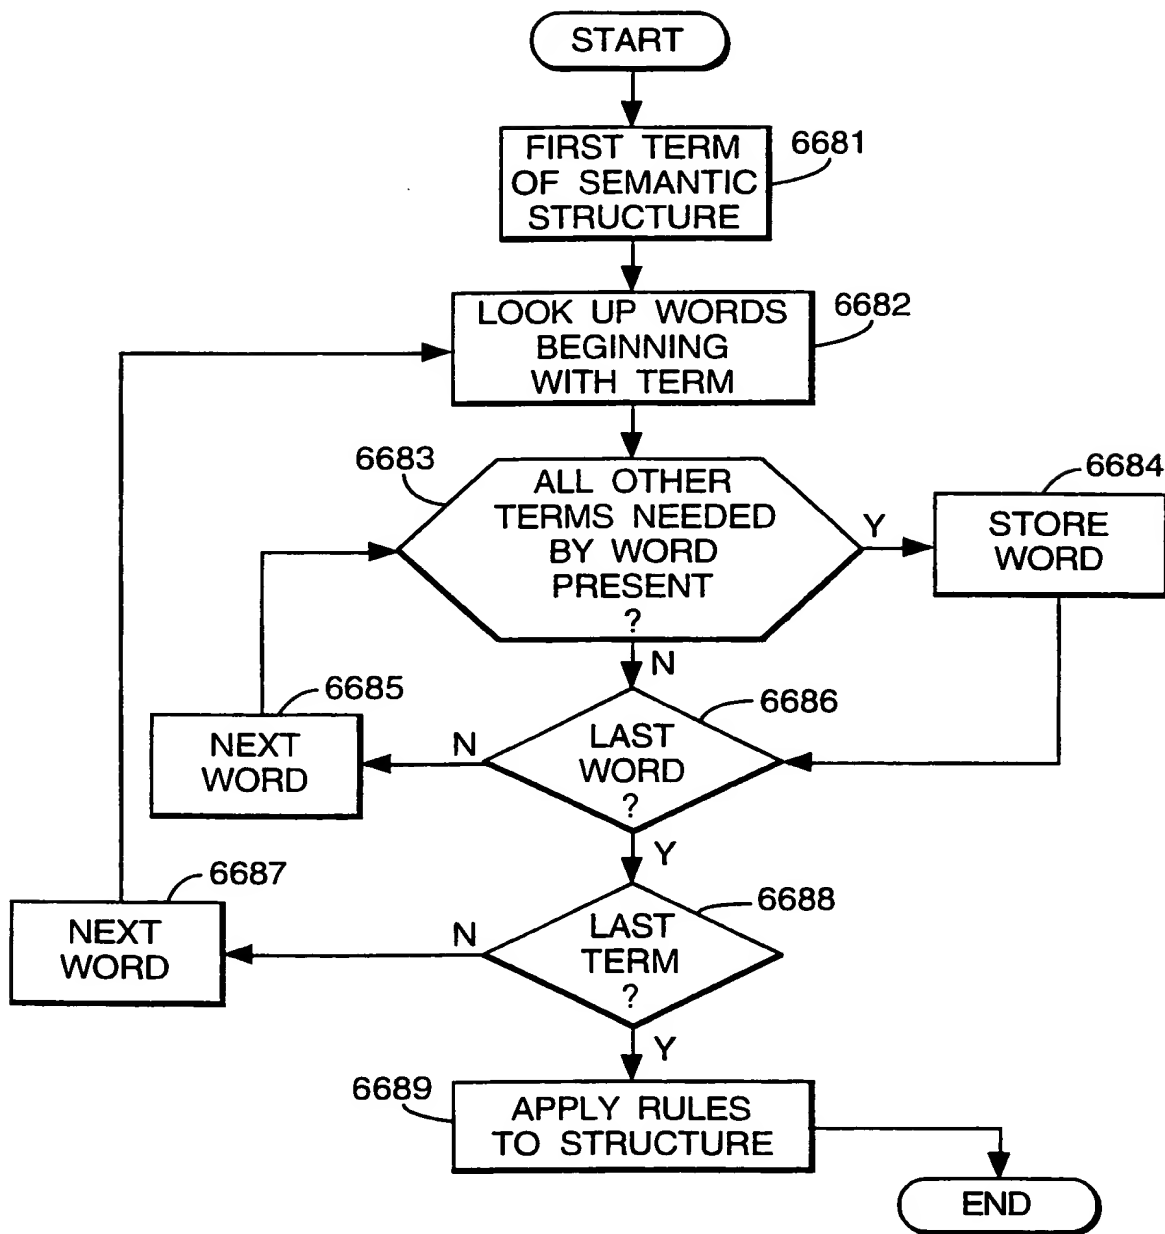 START
FIRST TERM
OF SEMANTIC
STRUCTURE
6681
LOOK UP WORDS
BEGINNING
WITH TERM
6682
6683
ALL OTHER
TERMS NEEDED
BY WORD
PRESENT
?
Y
6684
STORE
WORD
N
6685
NEXT
WORD
N
6686
LAST
WORD
?
Y
6687
NEXT
WORD
N
6688
LAST
TERM
?
Y
6689
APPLY RULES
TO STRUCTURE
END